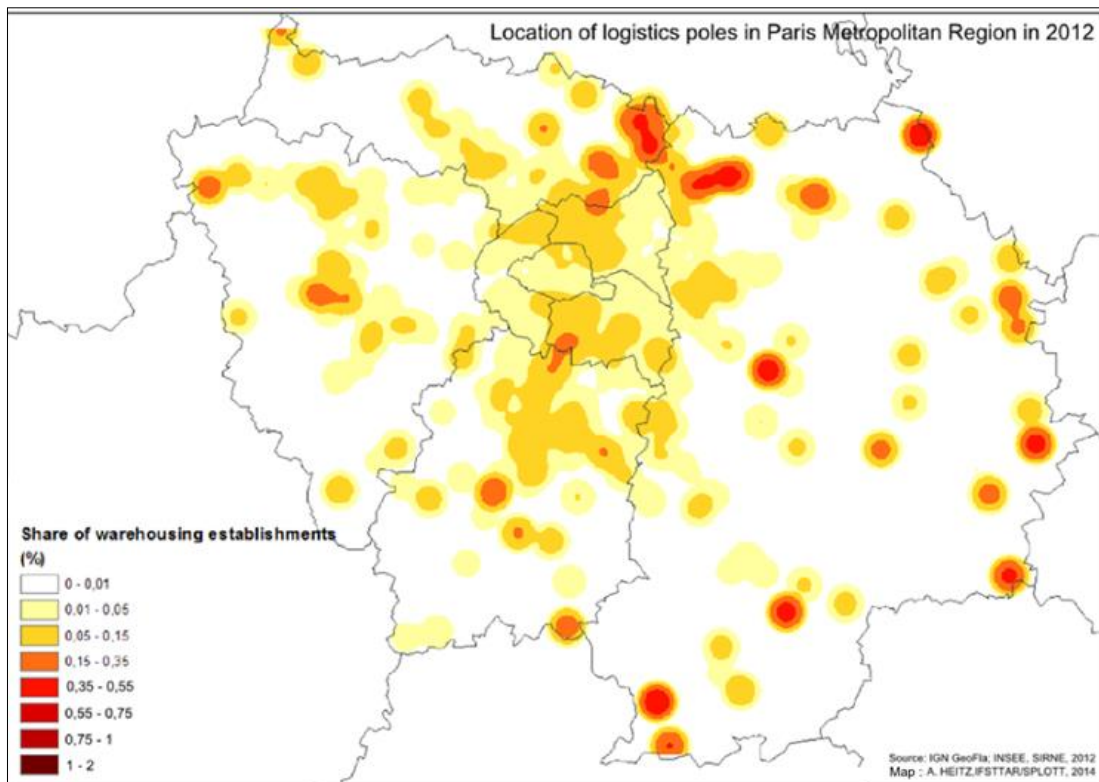 Location of logistics poles in Paris Metropolitan Region in 2012
Share of warehousing establishments
(%)
0 - 0,01
0.01 - 0,05
0,05 - 0,15
0,15 - 0,35
0,35 - 0,55
0,55 - 0,75
0,75 - 1
1 - 2
Source: IGN GeoFla; INSEE, SIRNE, 2012
Map : A. HEITZ,IFSTTAR/SPLOTT, 2014